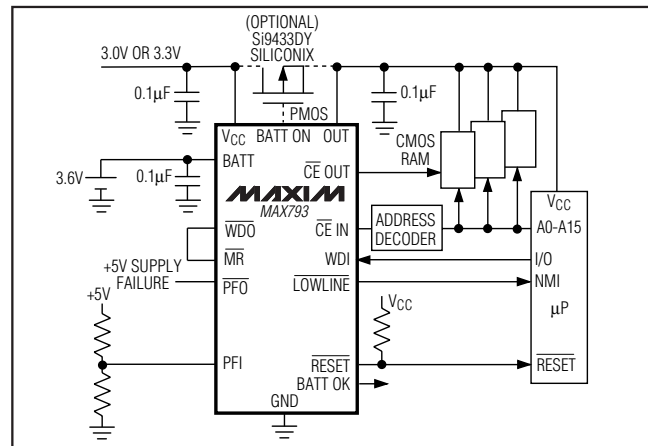 (OPTIONAL)
Si9433DY
SILICONIX
3.0V OR 3.3V
0.1μF
0.1μF
PMOS
VCC
BATT ON
OUT
CMOS
RAM
BATT
CE OUT
3.6V
0.1μF
MAXIM
MAX793
VCC
WDO
CE IN
ADDRESS
DECODER
A0-A15
MR
WDI
I/O
+5V SUPPLY
FAILURE
PFO
LOWLINE
NMI
+5V
VCC
μP
PFI
RESET
RESET
BATT OK
GND